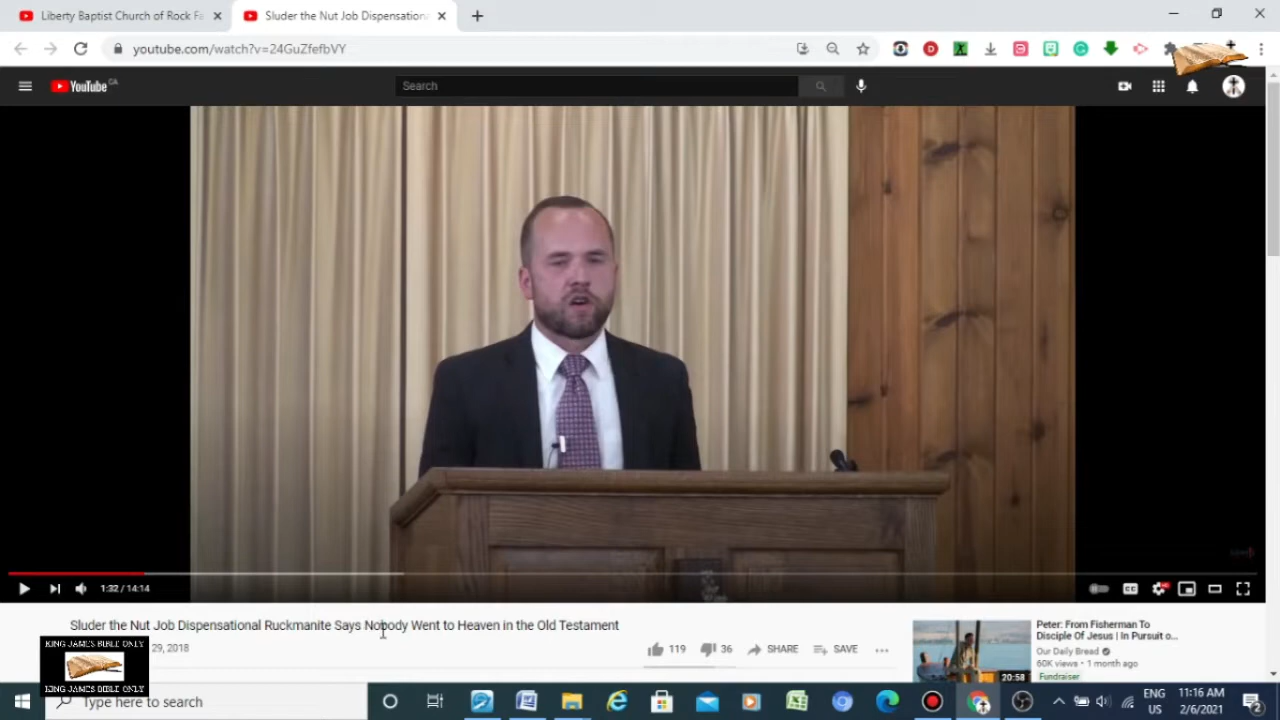 Liberty Baptist Church of Rock Fa
Sluder the Nut Job Dispensationa
youtube.com/watch?v=24GuZfefbVY
YouTube CA
Search
1:32 / 14:14
CC
Sluder the Nut Job Dispensational Ruckmanite Says Nobody Went to Heaven in the Old Testament
29, 2018
119
36
SHARE
SAVE
Peter: From Fisherman To
Disciple Of Jesus | In Pursuit o...
Our Daily Bread
60K views • 1 month ago
Fundraiser
20:58
KING JAMES BIBLE ONLY
KING JAMES BIBLE ONLY
Type here to search
ENG
US
11:16 AM
2/6/2021
2